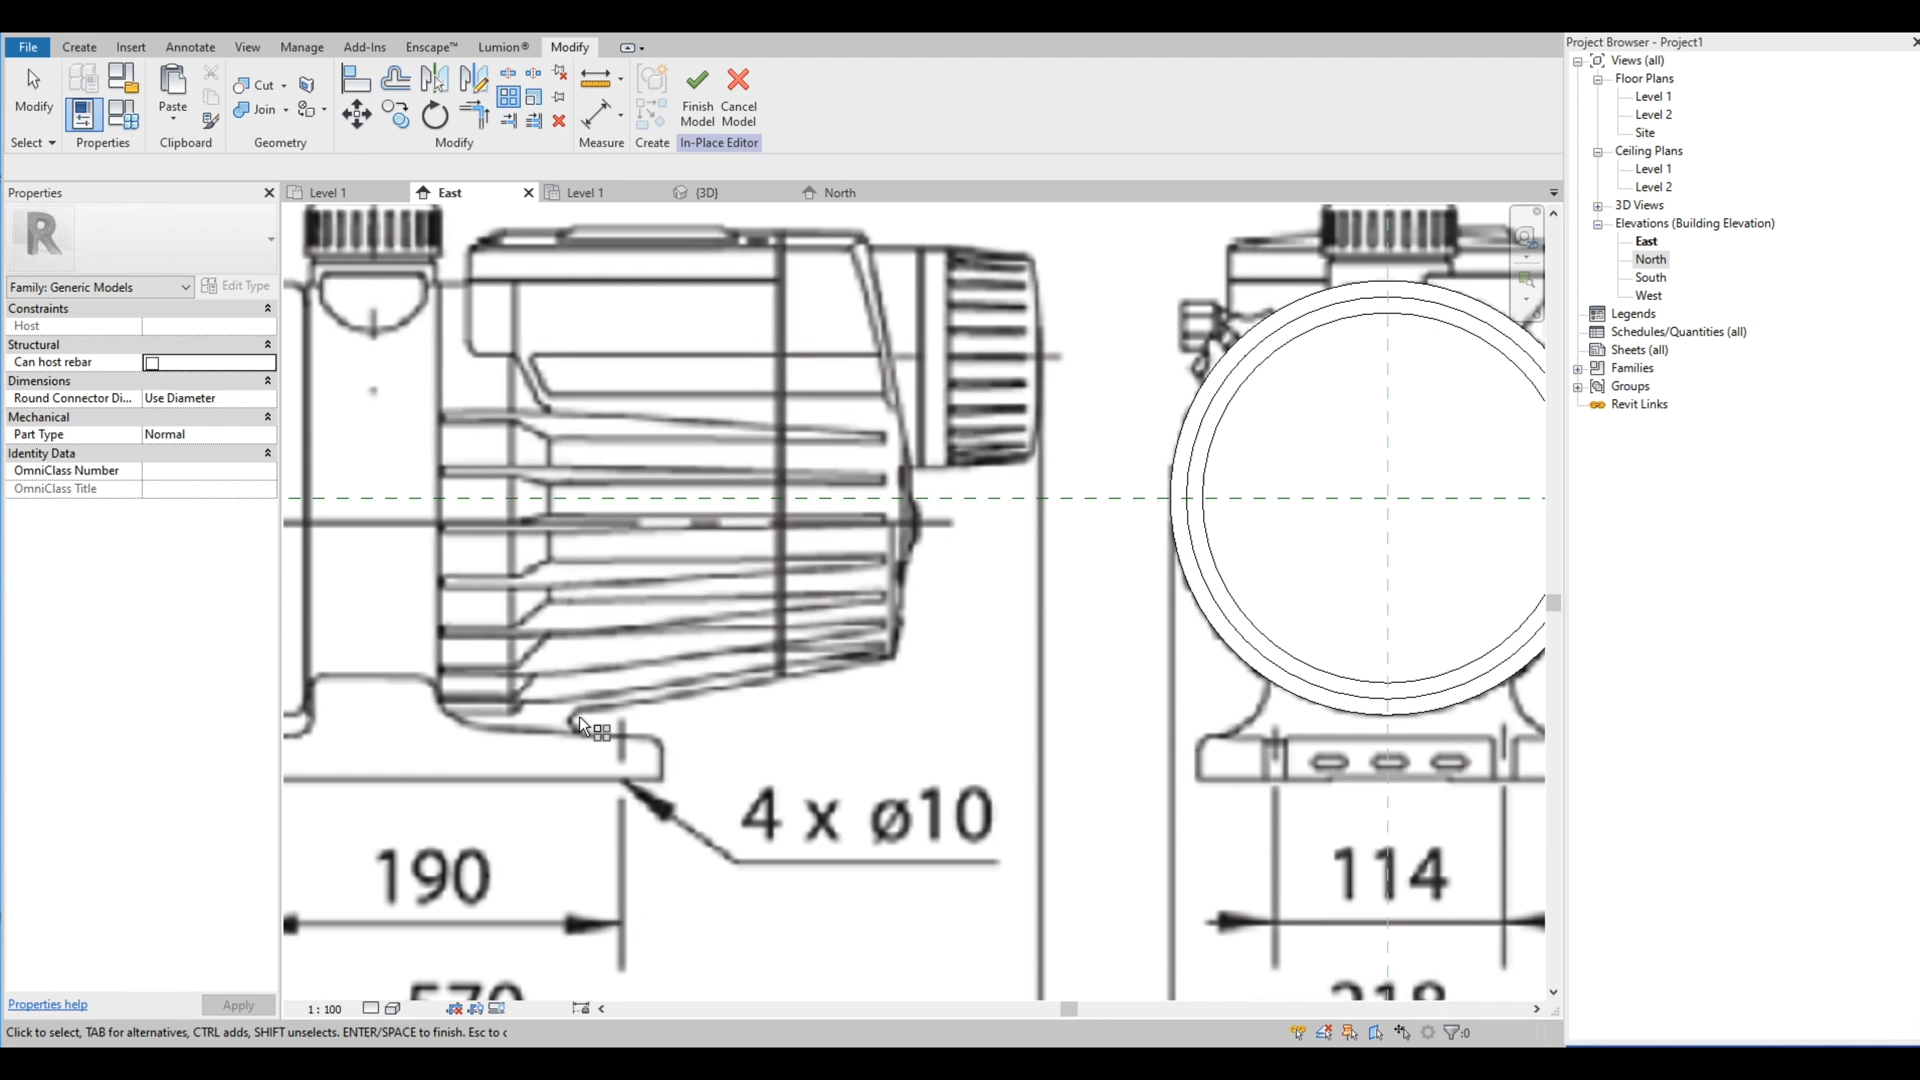 Project Browser - Project1
File Create Insert Annotate View Manage Add-Ins Enscape™ Lumion® Modify
Modify
Paste
Cut
Join
Finish Model
Cancel Model
Select Properties Clipboard Geometry Modify Measure Create In-Place Editor
Properties
Level 1
East
Level 1
{3D}
North
R
Family: Generic Models
Edit Type
Constraints
Host
Structural
Can host rebar
Dimensions
Round Connector Di... Use Diameter
Mechanical
Part Type Normal
Identity Data
OmniClass Number
OmniClass Title
Properties help
Apply
4 x ø10
190
114
1 : 100
Click to select, TAB for alternatives, CTRL adds, SHIFT unselects. ENTER/SPACE to finish. Esc to c
:0
Views (all)
Floor Plans
Level 1
Level 2
Site
Ceiling Plans
Level 1
Level 2
3D Views
Elevations (Building Elevation)
East
North
South
West
Legends
Schedules/Quantities (all)
Sheets (all)
Families
Groups
Revit Links